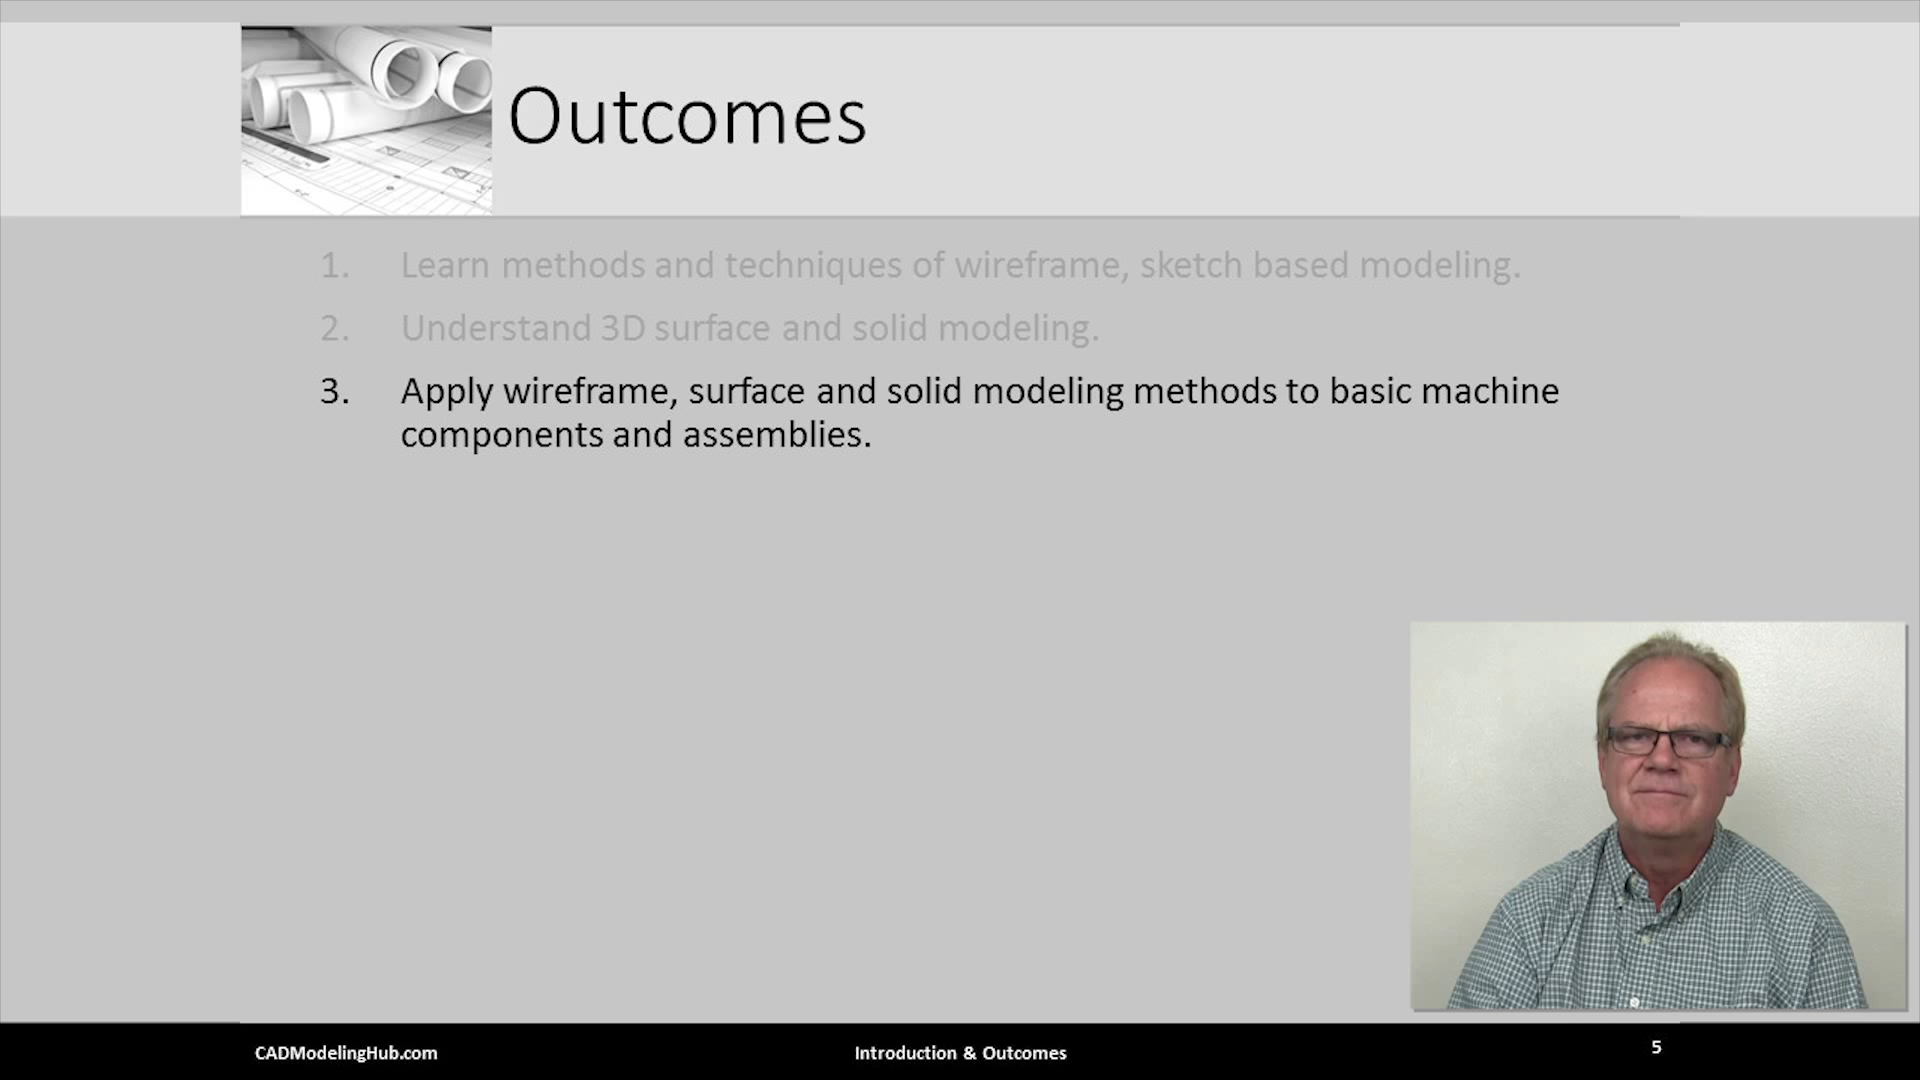 Outcomes
1. Learn methods and techniques of wireframe, sketch based modeling.
2. Understand 3D surface and solid modeling.
3. Apply wireframe, surface and solid modeling methods to basic machine
components and assemblies.
CADModelingHub.com
Introduction & Outcomes
5